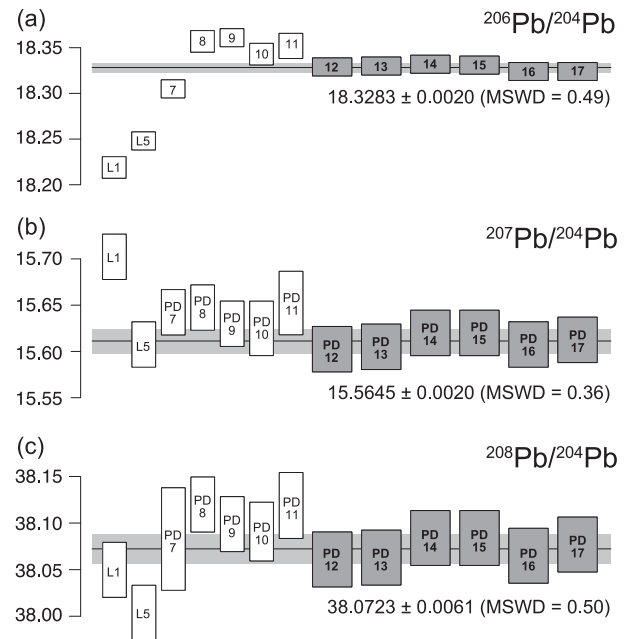 (a) ²⁰⁶Pb/²⁰⁴Pb
18.35
18.30
18.25
18.20
L1
L5
7
8
9
10
11
12
13
14
15
16
17
18.3283 ± 0.0020 (MSWD = 0.49)
(b) ²⁰⁷Pb/²⁰⁴Pb
15.70
15.65
15.60
15.55
L1
L5
PD
7
PD
8
PD
9
PD
10
PD
11
PD
12
PD
13
PD
14
PD
15
PD
16
PD
17
15.5645 ± 0.0020 (MSWD = 0.36)
(c) ²⁰⁸Pb/²⁰⁴Pb
38.15
38.10
38.05
38.00
L1
L5
PD
7
PD
8
PD
9
PD
10
PD
11
PD
12
PD
13
PD
14
PD
15
PD
16
PD
17
38.0723 ± 0.0061 (MSWD = 0.50)